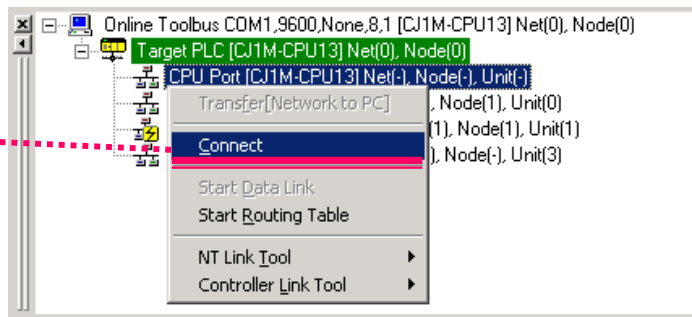 Online Toolbus COM1,9600,None,8,1 [CJ1M-CPU13] Net(0), Node(0)
Target PLC [CJ1M-CPU13] Net(0), Node(0)
CPU Port [CJ1M-CPU13] Net(-), Node(-), Unit(-)
Transfer[Network to PC] , Node(1), Unit(0)
(1), Node(1), Unit(1)
Connect
), Node(-), Unit(3)
Start Data Link
Start Routing Table
NT Link Tool
Controller Link Tool